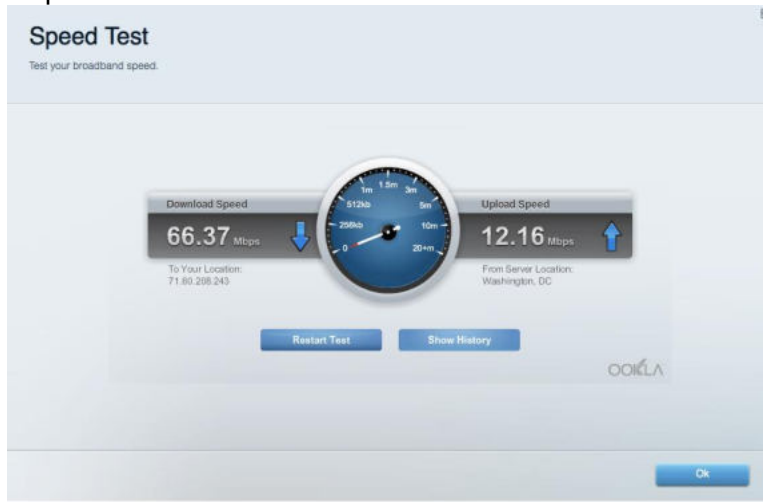 Speed Test
Test your broadband speed.
1m 1.5m 3m
512kb 5m
256kb 10m
0 20+m
Download Speed
66.37 Mbps
To Your Location:
71.80.208.243
Upload Speed
12.16 Mbps
From Server Location:
Washington, DC
Restart Test
Show History
OOKLA
Ok